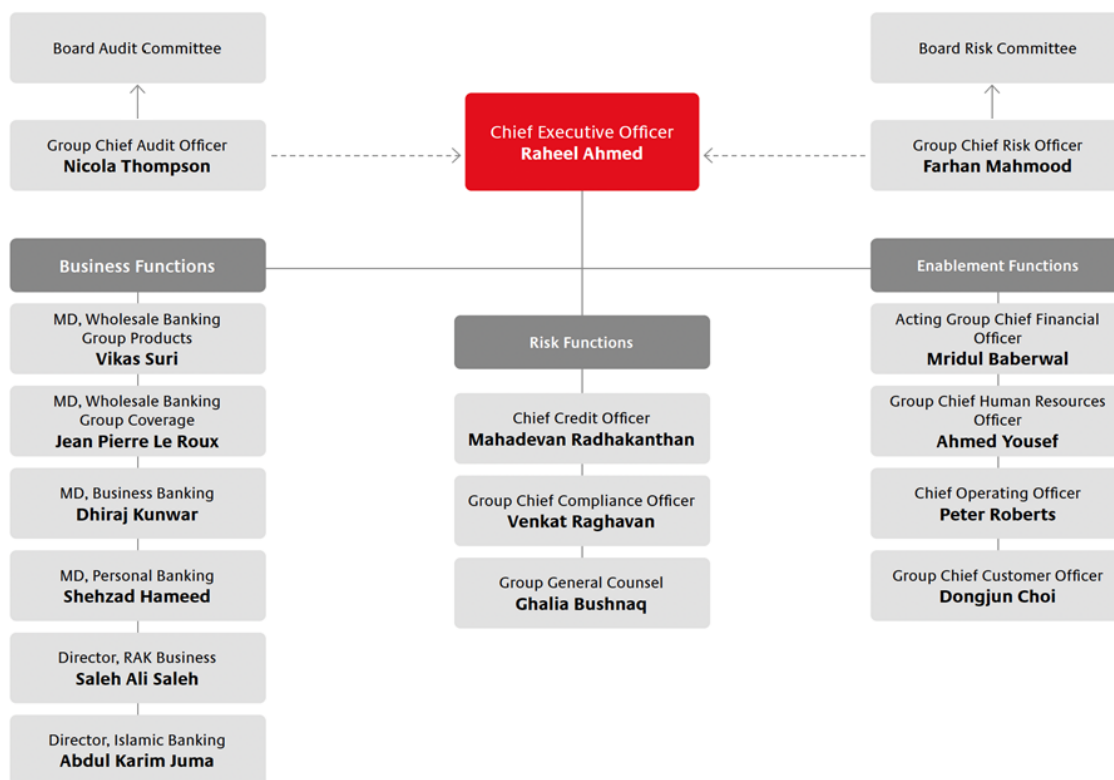 Board Audit Committee
Board Risk Committee
Group Chief Audit Officer
Nicola Thompson
Chief Executive Officer
Raheel Ahmed
Group Chief Risk Officer
Farhan Mahmood
Business Functions
MD, Wholesale Banking
Group Products
Vikas Suri
MD, Wholesale Banking
Group Coverage
Jean Pierre Le Roux
MD, Business Banking
Dhiraj Kunwar
MD, Personal Banking
Shehzad Hameed
Director, RAK Business
Saleh Ali Saleh
Director, Islamic Banking
Abdul Karim Juma
Risk Functions
Chief Credit Officer
Mahadevan Radhakanthan
Group Chief Compliance Officer
Venkat Raghavan
Group General Counsel
Ghalia Bushnaq
Enablement Functions
Acting Group Chief Financial
Officer
Mridul Baberwal
Group Chief Human Resources
Officer
Ahmed Yousef
Chief Operating Officer
Peter Roberts
Group Chief Customer Officer
Dongjun Choi